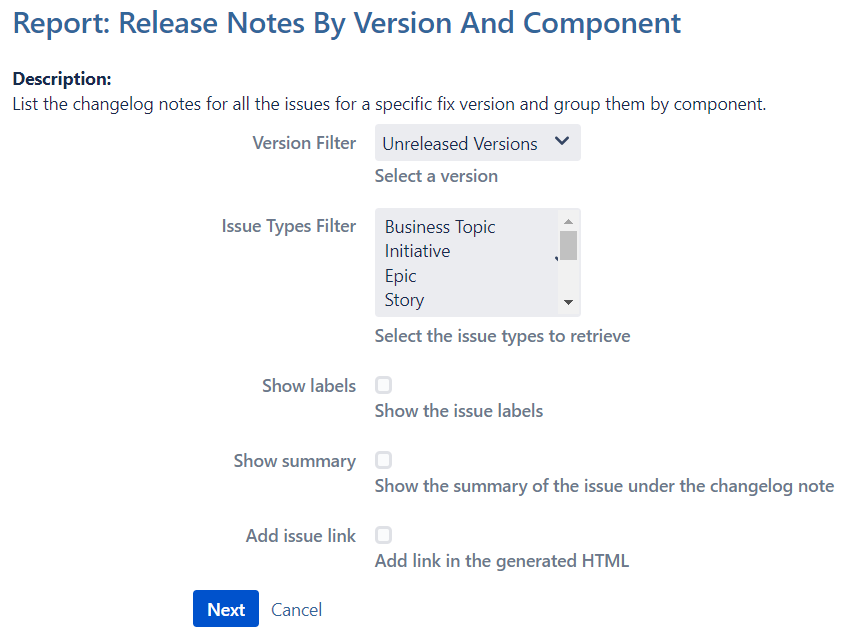 Report: Release Notes By Version And Component
Description:
List the changelog notes for all the issues for a specific fix version and group them by component.
Version Filter Unreleased Versions
Select a version
Issue Types Filter Business Topic
Initiative
Epic
Story
Select the issue types to retrieve
Show labels
Show the issue labels
Show summary
Show the summary of the issue under the changelog note
Add issue link
Add link in the generated HTML
Next Cancel